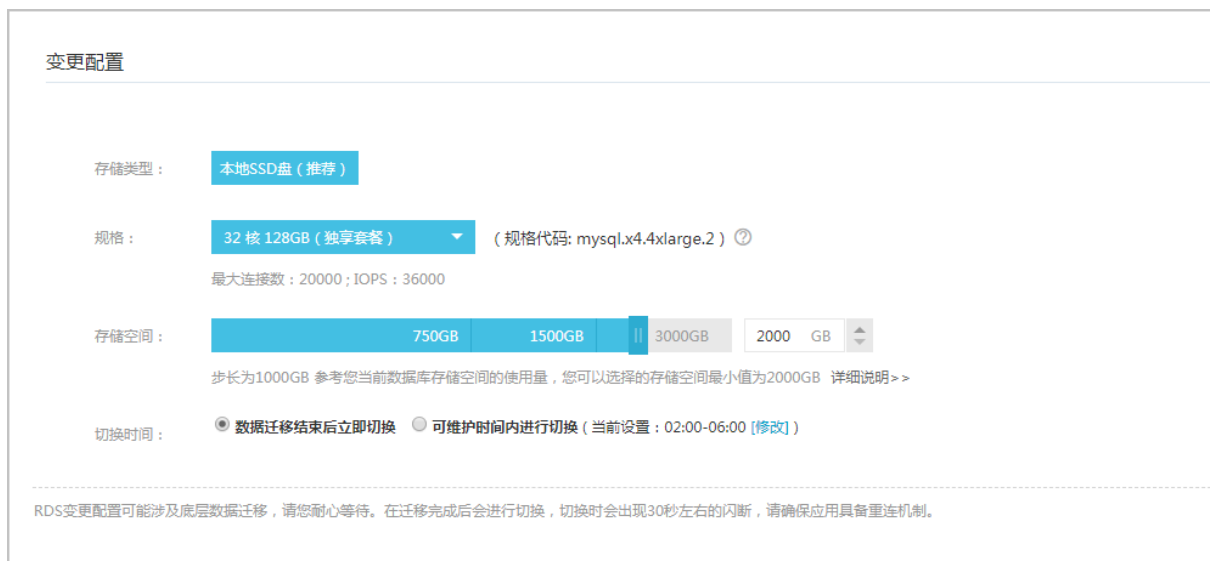 变更配置
存储类型：
本地SSD盘（推荐）
规格：
32 核 128GB（独享套餐）
（规格代码: mysql.x4.4xlarge.2）
最大连接数：20000 ; IOPS：36000
存储空间：
750GB 1500GB 3000GB 2000 GB
步长为1000GB 参考您当前数据库存储空间的使用量，您可以选择的存储空间最小值为2000GB 详细说明>>
切换时间：
数据迁移结束后立即切换 可维护时间内进行切换（当前设置：02:00-06:00 [修改]）
RDS变更配置可能涉及底层数据迁移，请您耐心等待。在迁移完成后会进行切换，切换时会出现30秒左右的闪断，请确保应用具备重连机制。